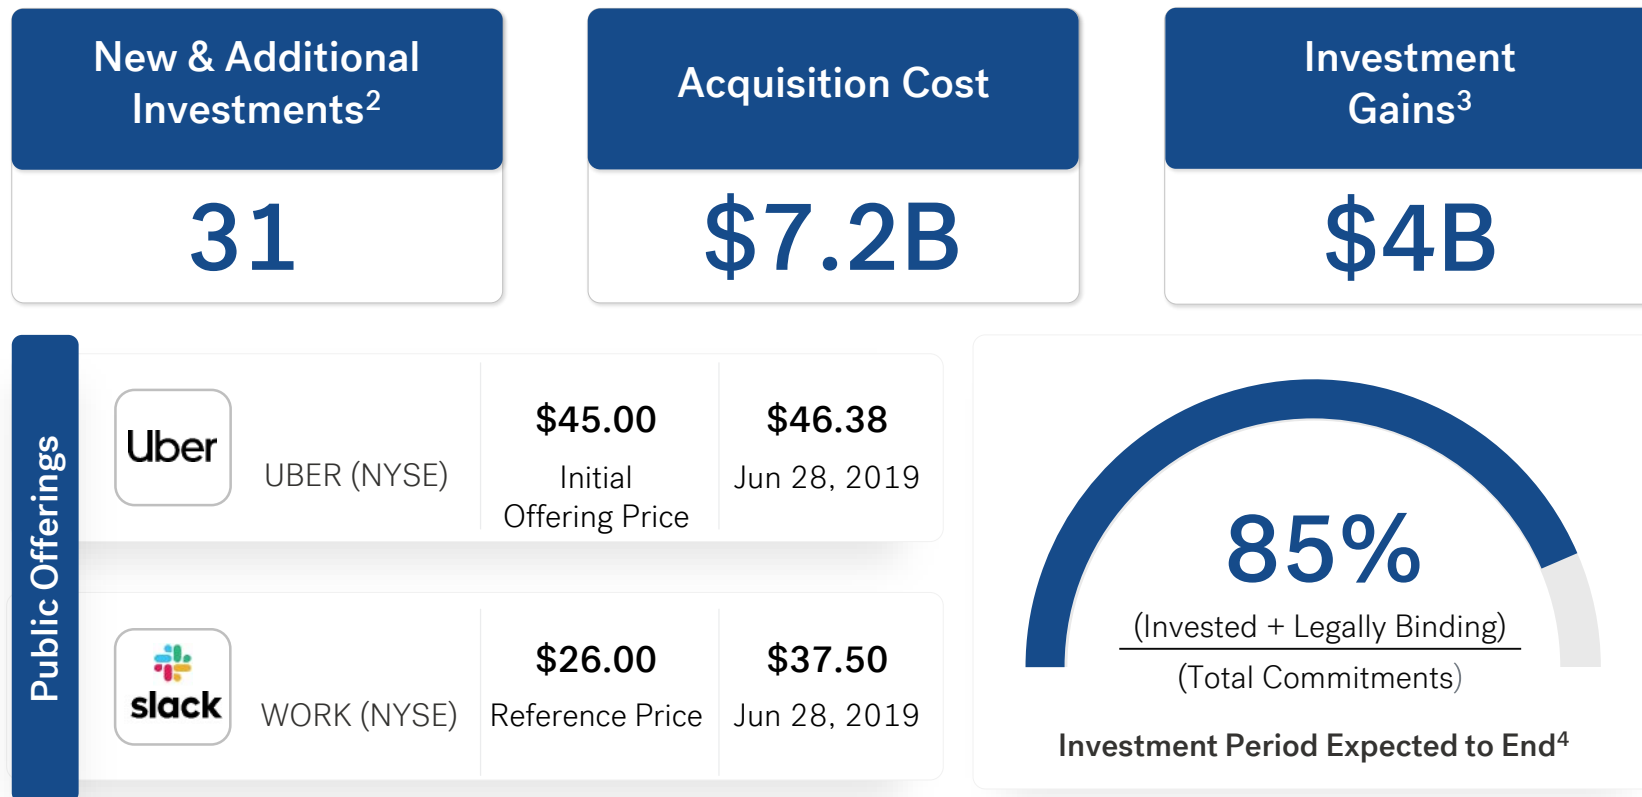 New & Additional
Investments²
31
Acquisition Cost
$7.2B
Investment
Gains³
$4B
Public Offerings
Uber
UBER (NYSE)
$45.00
Initial
Offering Price
$46.38
Jun 28, 2019
slack
WORK (NYSE)
$26.00
Reference Price
$37.50
Jun 28, 2019
85%
(Invested + Legally Binding)
(Total Commitments)
Investment Period Expected to End⁴